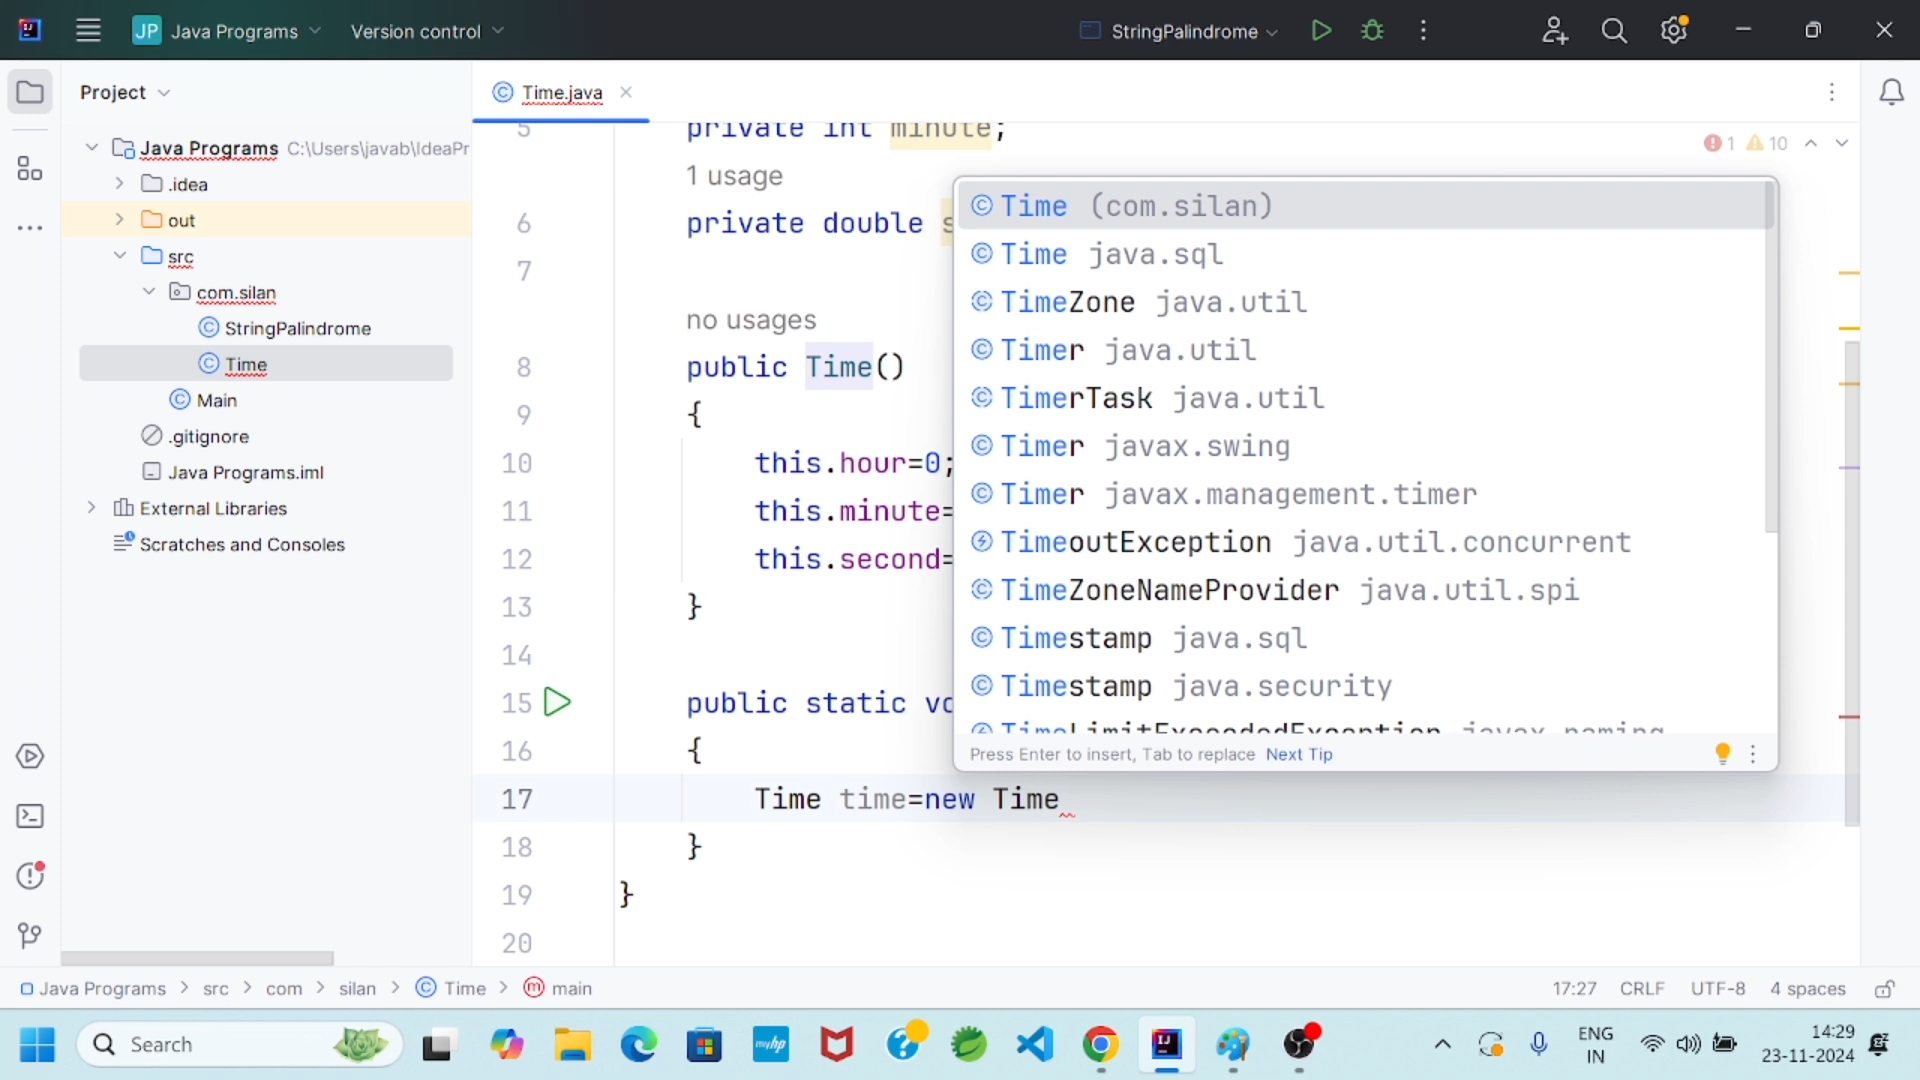 JP Java Programs Version control StringPalindrome
Project
Time.java
Java Programs C:\Users\javab\IdeaPr
.idea
out
src
com.silan
StringPalindrome
Time
Main
.gitignore
Java Programs.iml
External Libraries
Scratches and Consoles
1 10
5 private int minute;
1 usage
6 private double s
7
no usages
8 public Time()
9 {
10 this.hour=0;
11 this.minute=
12 this.second=
13 }
14
15 public static vo
16 {
17 Time time=new Time
18 }
19 }
20
Time (com.silan)
Time java.sql
TimeZone java.util
Timer java.util
TimerTask java.util
Timer javax.swing
Timer javax.management.timer
TimeoutException java.util.concurrent
TimeZoneNameProvider java.util.spi
Timestamp java.sql
Timestamp java.security
TimeLimitExceededException javax.naming
Press Enter to insert, Tab to replace Next Tip
Java Programs > src > com > silan > Time > main 17:27 CRLF UTF-8 4 spaces
Search myhp ENG 14:29
IN 23-11-2024